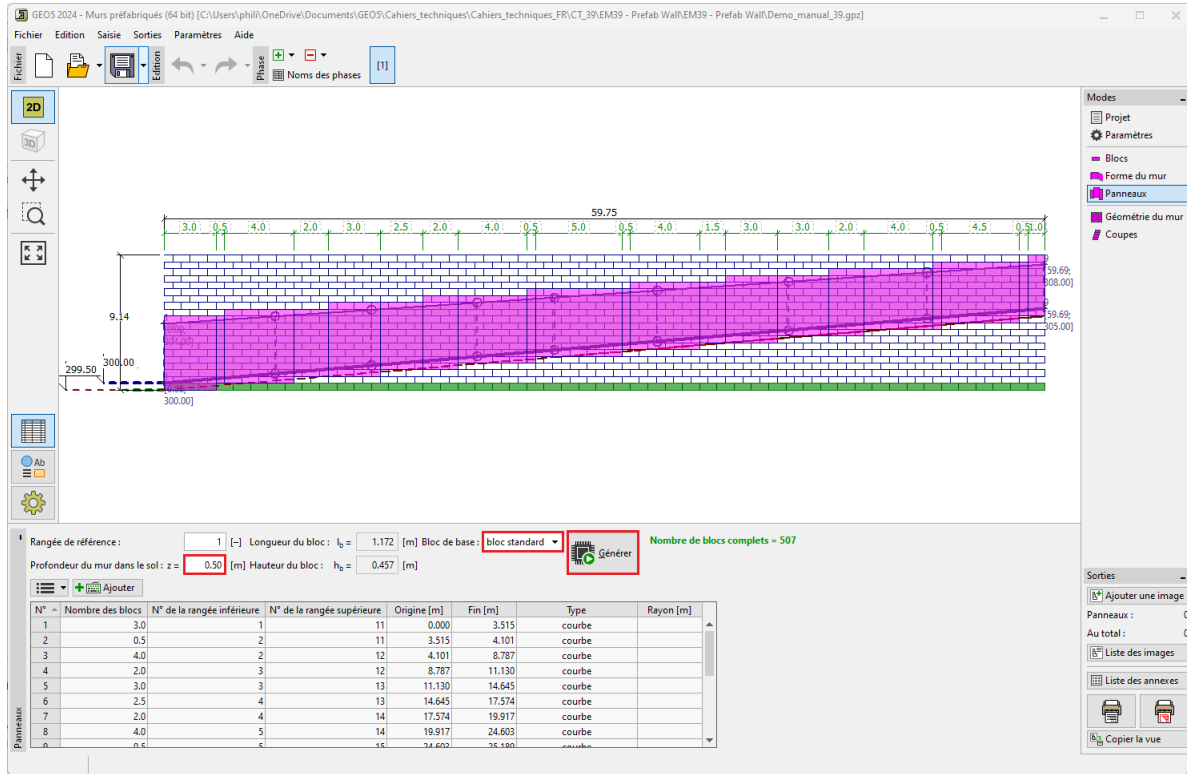 GEO5 2024 - Murs préfabriqués (64 bit) [C:\Users\phili\OneDrive\Documents\GEO5\Cahiers_techniques\Cahiers_techniques_FR\CT_39\EM39 - Prefab Wall\EM39 - Prefab Wall\Demo_manual_39.gpz]
Fichier Edition Saisie Sorties Paramètres Aide
Fichier
Edition
Phase
Noms des phases
[1]
2D
3D
Ab
59.75
3.0 0.5 4.0 2.0 3.0 2.5 2.0 4.0 5.0 0.5 4.0 1.5 3.0 3.0 2.0 4.0 0.5 4.5 0.5 1.0
59.69;
308.00]
9.14
59.69;
305.00]
300.00
299.50
300.00]
Modes
Projet
Paramètres
Blocs
Forme du mur
Panneaux
Géométrie du mur
Coupes
Rangée de référence : 1 [–] Longueur du bloc : lb = 1.172 [m] Bloc de base : bloc standard
Générer
Nombre de blocs complets = 507
Profondeur du mur dans le sol : z = 0.50 [m] Hauteur du bloc : hb = 0.457 [m]
Ajouter
N° Nombre des blocs N° de la rangée inférieure N° de la rangée supérieure Origine [m] Fin [m] Type Rayon [m]
1 3.0 1 11 0.000 3.515 courbe
2 0.5 2 11 3.515 4.101 courbe
3 4.0 2 12 4.101 8.787 courbe
4 2.0 3 12 8.787 11.130 courbe
5 3.0 3 13 11.130 14.645 courbe
6 2.5 4 13 14.645 17.574 courbe
7 2.0 4 14 17.574 19.917 courbe
8 4.0 5 14 19.917 24.603 courbe
9 0.5 5 15 24.603 25.189 courbe
Panneaux
Sorties
Ajouter une image
Panneaux : 0
Au total : 0
Liste des images
Liste des annexes
Copier la vue